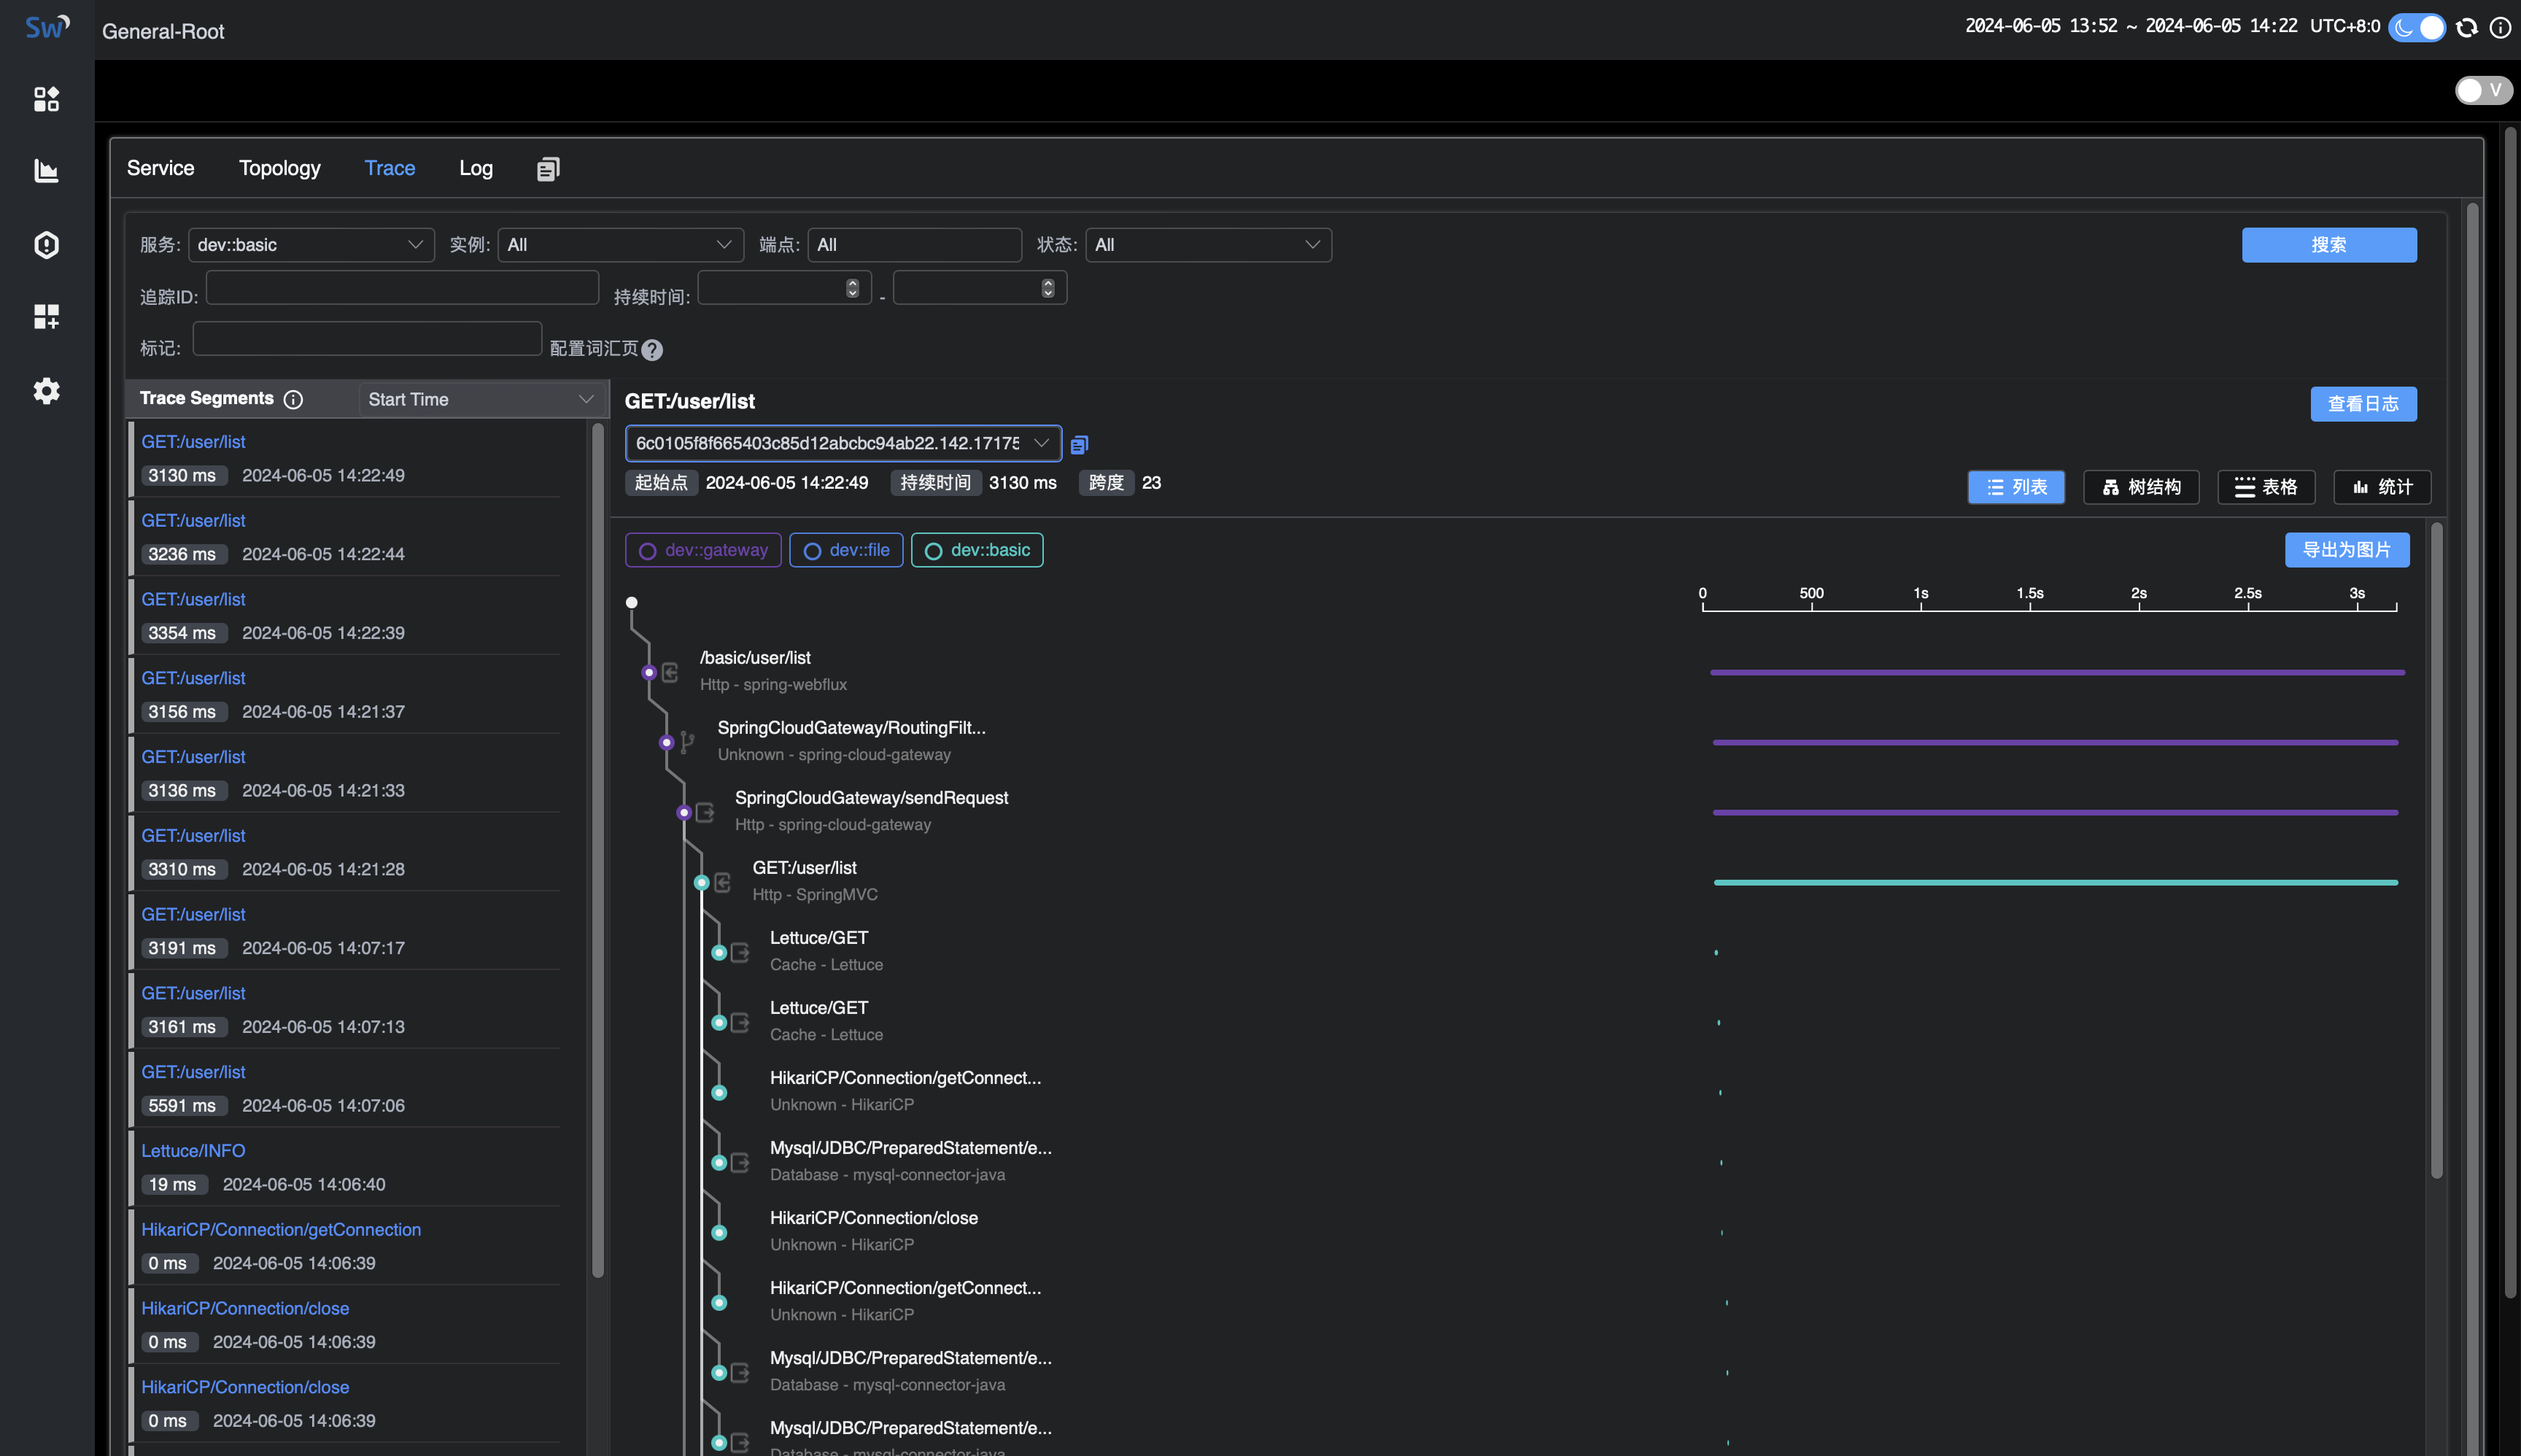 Sw
General-Root
2024-06-05 13:52 ~ 2024-06-05 14:22 UTC+8:0
V
Service Topology Trace Log
服务: dev::basic 实例: All 端点: All 状态: All 搜索
追踪ID: 持续时间: -
标记: 配置词汇页
Trace Segments Start Time
GET:/user/list
3130 ms 2024-06-05 14:22:49
GET:/user/list
3236 ms 2024-06-05 14:22:44
GET:/user/list
3354 ms 2024-06-05 14:22:39
GET:/user/list
3156 ms 2024-06-05 14:21:37
GET:/user/list
3136 ms 2024-06-05 14:21:33
GET:/user/list
3310 ms 2024-06-05 14:21:28
GET:/user/list
3191 ms 2024-06-05 14:07:17
GET:/user/list
3161 ms 2024-06-05 14:07:13
GET:/user/list
5591 ms 2024-06-05 14:07:06
Lettuce/INFO
19 ms 2024-06-05 14:06:40
HikariCP/Connection/getConnection
0 ms 2024-06-05 14:06:39
HikariCP/Connection/close
0 ms 2024-06-05 14:06:39
HikariCP/Connection/close
0 ms 2024-06-05 14:06:39
GET:/user/list 查看日志
6c0105f8f665403c85d12abcbc94ab22.142.17175
起始点 2024-06-05 14:22:49 持续时间 3130 ms 跨度 23
列表 树结构 表格 统计
dev::gateway dev::file dev::basic 导出为图片
0 500 1s 1.5s 2s 2.5s 3s
/basic/user/list
Http - spring-webflux
SpringCloudGateway/RoutingFilt...
Unknown - spring-cloud-gateway
SpringCloudGateway/sendRequest
Http - spring-cloud-gateway
GET:/user/list
Http - SpringMVC
Lettuce/GET
Cache - Lettuce
Lettuce/GET
Cache - Lettuce
HikariCP/Connection/getConnect...
Unknown - HikariCP
Mysql/JDBC/PreparedStatement/e...
Database - mysql-connector-java
HikariCP/Connection/close
Unknown - HikariCP
HikariCP/Connection/getConnect...
Unknown - HikariCP
Mysql/JDBC/PreparedStatement/e...
Database - mysql-connector-java
Mysql/JDBC/PreparedStatement/e...
Database - mysql-connector-java